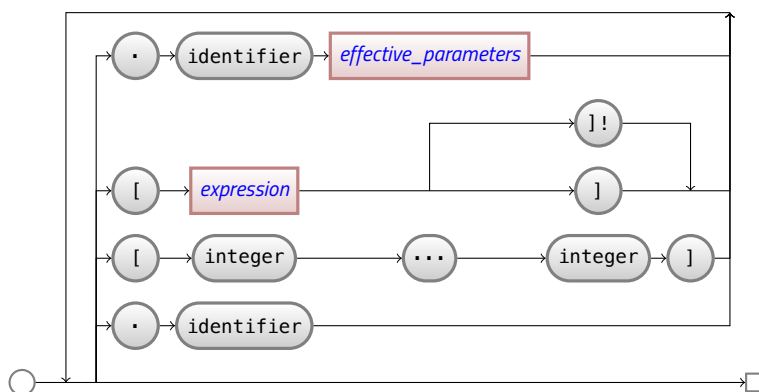 . identifier effective_parameters
]!
[ expression ]
[ integer ... integer ]
. identifier